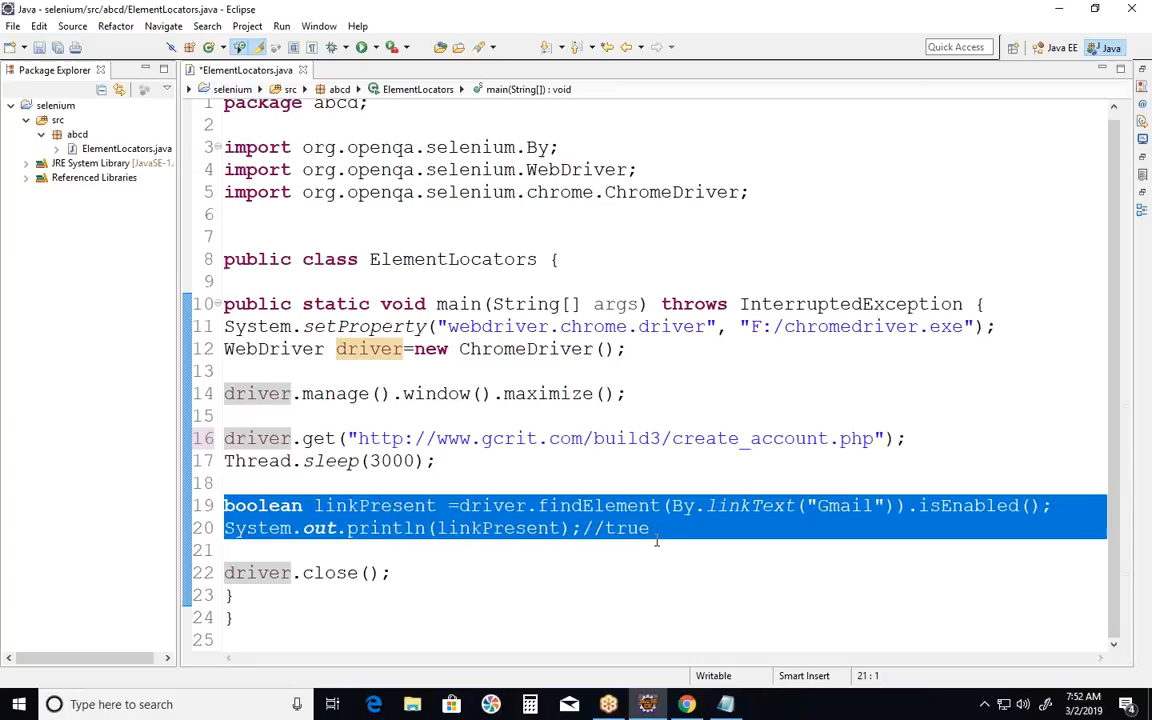 Java - selenium/src/abcd/ElementLocators.java - Eclipse
File Edit Source Refactor Navigate Search Project Run Window Help
Quick Access
Java EE
Java
Package Explorer
*ElementLocators.java
selenium src abcd ElementLocators main(String[]) : void
selenium
src
abcd
ElementLocators.java
JRE System Library [JavaSE-1.
Referenced Libraries
1 package abcd;
2
3 import org.openqa.selenium.By;
4 import org.openqa.selenium.WebDriver;
5 import org.openqa.selenium.chrome.ChromeDriver;
6
7
8 public class ElementLocators {
9
10 public static void main(String[] args) throws InterruptedException {
11 System.setProperty("webdriver.chrome.driver", "F:/chromedriver.exe");
12 WebDriver driver=new ChromeDriver();
13
14 driver.manage().window().maximize();
15
16 driver.get("http://www.gcrit.com/build3/create_account.php");
17 Thread.sleep(3000);
18
19 boolean linkPresent =driver.findElement(By.linkText("Gmail")).isEnabled();
20 System.out.println(linkPresent);//true
21
22 driver.close();
23 }
24 }
25
Writable Smart Insert 21 : 1
Type here to search
7:52 AM
3/2/2019
4